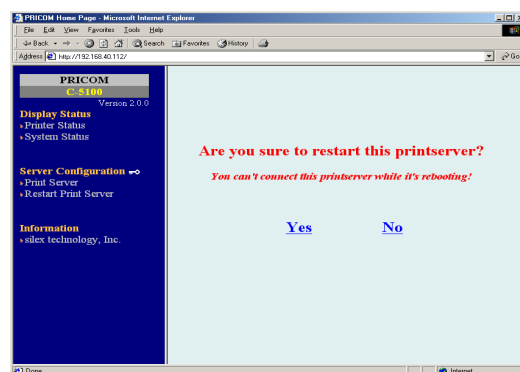 PRICOM Home Page - Microsoft Internet Explorer
File Edit View Favorites Tools Help
Back Search Favorites History
Address http://192.168.40.112/ Go
PRICOM
C-5100
Version 2.0.0
Display Status
Printer Status
System Status
Server Configuration
Print Server
Restart Print Server
Information
silex technology, Inc.
Are you sure to restart this printserver?
You can't connect this printserver while it's rebooting!
Yes No
Done Internet